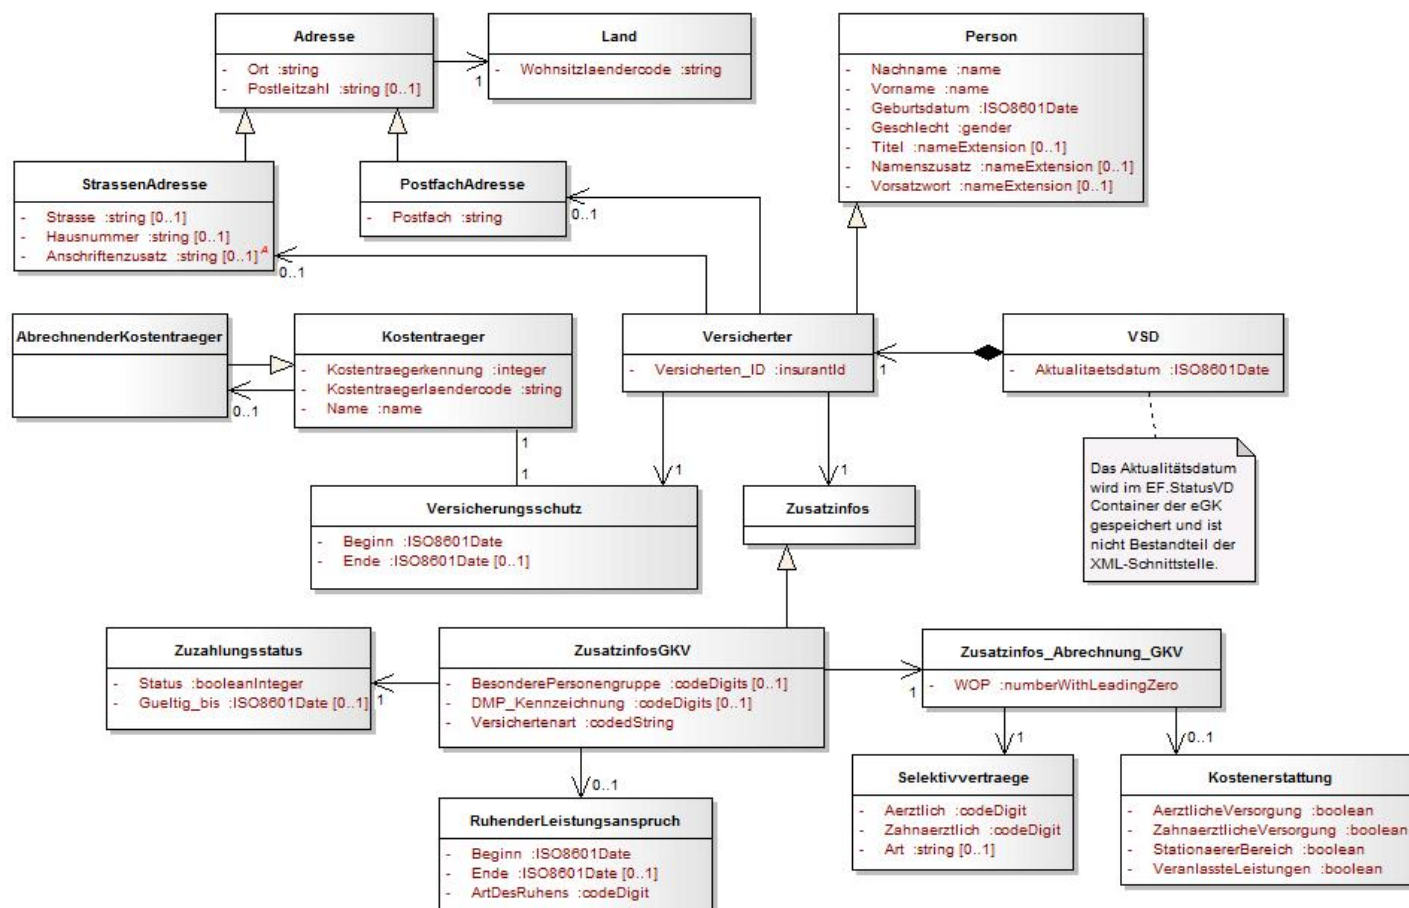 Adresse
- Ort :string
- Postleitzahl :string [0..1]
1
Land
- Wohnsitzlaendercode :string
Person
- Nachname :name
- Vorname :name
- Geburtsdatum :ISO8601Date
- Geschlecht :gender
- Titel :nameExtension [0..1]
- Namenszusatz :nameExtension [0..1]
- Vorsatzwort :nameExtension [0..1]
StrassenAdresse
- Strasse :string [0..1]
- Hausnummer :string [0..1]
- Anschriftenzusatz :string [0..1] A
0..1
PostfachAdresse
- Postfach :string
0..1
AbrechnenderKostentraeger
0..1
Kostentraeger
- Kostentraegerkennung :integer
- Kostentraegerlaendercode :string
- Name :name
1
1
Versicherter
- Versicherten_ID :insurantId
1
VSD
- Aktualitaetsdatum :ISO8601Date
Das Aktualitätsdatum
wird im EF.StatusVD
Container der eGK
gespeichert und ist
nicht Bestandteil der
XML-Schnittstelle.
1
1
Versicherungsschutz
- Beginn :ISO8601Date
- Ende :ISO8601Date [0..1]
Zusatzinfos
Zuzahlungsstatus
- Status :booleanInteger
- Gueltig_bis :ISO8601Date [0..1]
1
ZusatzinfosGKV
- BesonderePersonengruppe :codeDigits [0..1]
- DMP_Kennzeichnung :codeDigits [0..1]
- Versichertenart :codedString
1
Zusatzinfos_Abrechnung_GKV
- WOP :numberWithLeadingZero
0..1
1
0..1
RuhenderLeistungsanspruch
- Beginn :ISO8601Date
- Ende :ISO8601Date [0..1]
- ArtDesRuhens :codeDigit
Selektivvertraege
- Aerztlich :codeDigit
- Zahnaerztlich :codeDigit
- Art :string [0..1]
Kostenerstattung
- AerztlicheVersorgung :boolean
- ZahnaerztlicheVersorgung :boolean
- StationaererBereich :boolean
- VeranlassteLeistungen :boolean